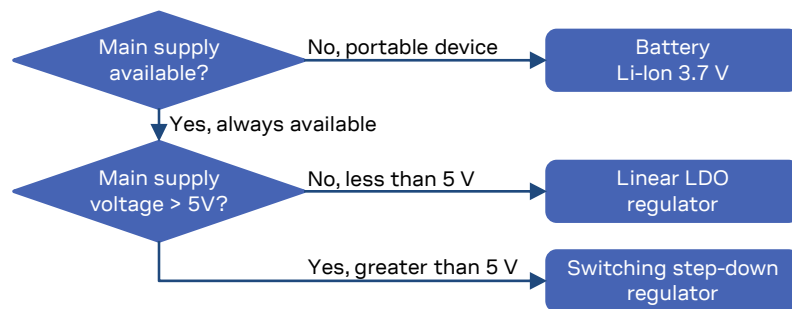 Main supply
available?
No, portable device
Battery
Li-Ion 3.7 V
Yes, always available
Main supply
voltage > 5V?
No, less than 5 V
Linear LDO
regulator
Yes, greater than 5 V
Switching step-down
regulator